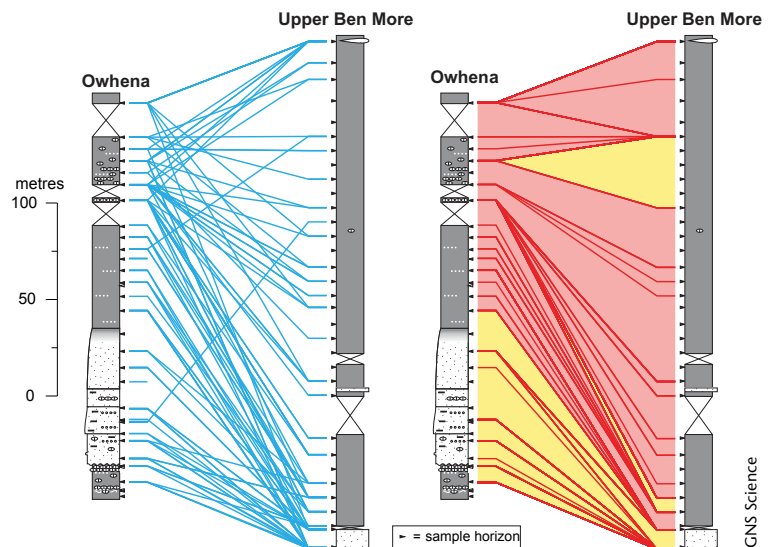 Upper Ben More
Upper Ben More
Owhena
Owhena
metres
100
50
0
► = sample horizon
GNS Science